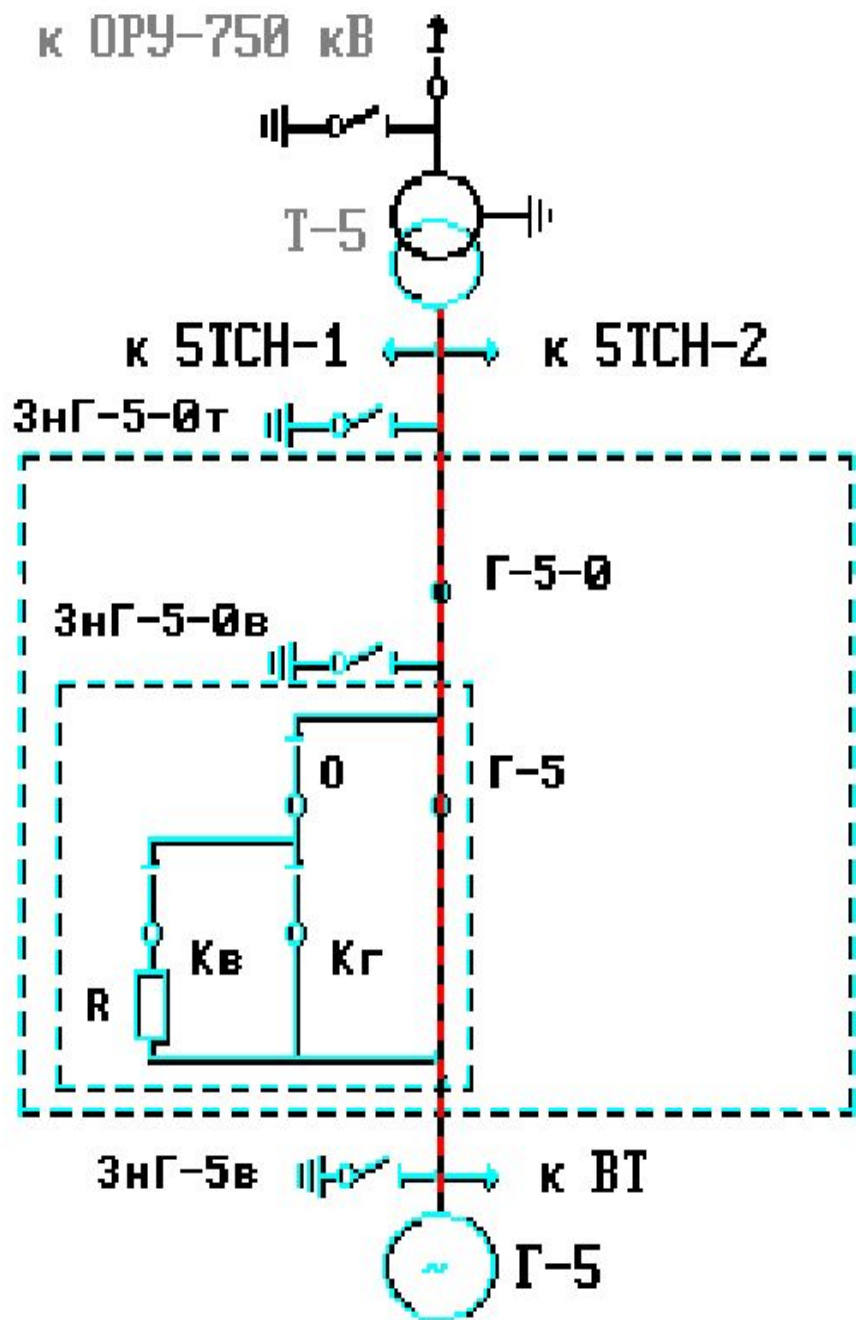 к ОРУ-750 кВ
Т-5
к 5ТСН-1
к 5ТСН-2
ЗнГ-5-0т
Г-5-0
ЗнГ-5-0в
О
Г-5
Кв
Кг
R
ЗнГ-5в
к ВТ
Г-5